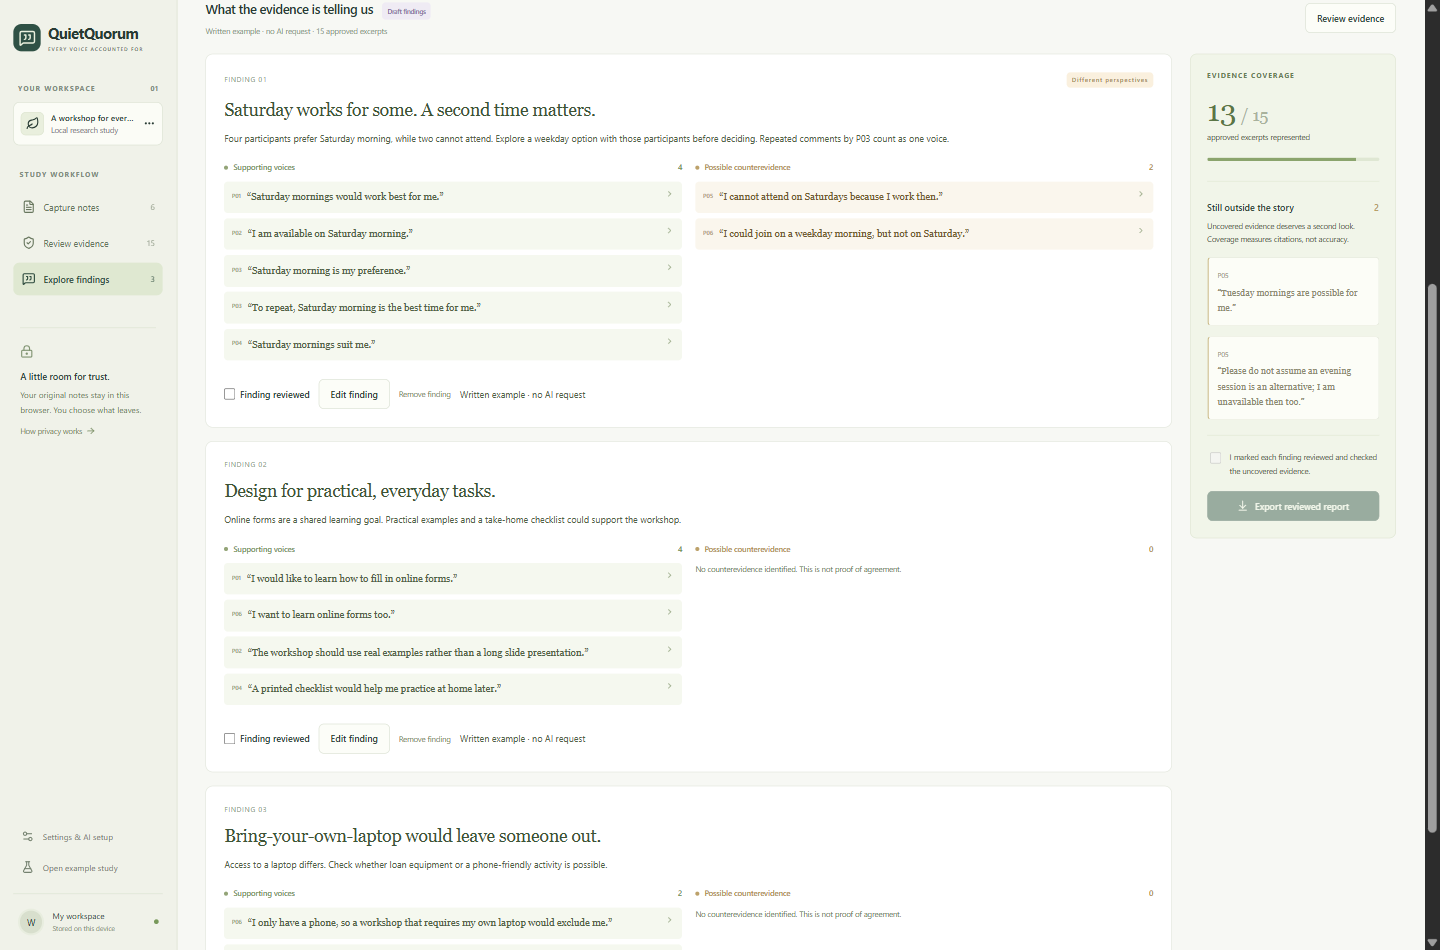 QuietQuorum
EVERY VOICE ACCOUNTED FOR
YOUR WORKSPACE 01
A workshop for ever...
Local research study
STUDY WORKFLOW
Capture notes 6
Review evidence 15
Explore findings 3
A little room for trust.
Your original notes stay in this
browser. You choose what leaves.
How privacy works →
Settings & AI setup
Open example study
W
My workspace
Stored on this device
What the evidence is telling us Draft findings
Written example · no AI request · 15 approved excerpts
Review evidence
FINDING 01 Different perspectives
Saturday works for some. A second time matters.
Four participants prefer Saturday morning, while two cannot attend. Explore a weekday option with those participants before deciding. Repeated comments by P03 count as one voice.
Supporting voices 4
P01 “Saturday mornings would work best for me.”
P02 “I am available on Saturday morning.”
P03 “Saturday morning is my preference.”
P03 “To repeat, Saturday morning is the best time for me.”
P04 “Saturday mornings suit me.”
Possible counterevidence 2
P05 “I cannot attend on Saturdays because I work then.”
P06 “I could join on a weekday morning, but not on Saturday.”
Finding reviewed Edit finding Remove finding Written example · no AI request
FINDING 02
Design for practical, everyday tasks.
Online forms are a shared learning goal. Practical examples and a take-home checklist could support the workshop.
Supporting voices 4
P01 “I would like to learn how to fill in online forms.”
P06 “I want to learn online forms too.”
P02 “The workshop should use real examples rather than a long slide presentation.”
P04 “A printed checklist would help me practice at home later.”
Possible counterevidence 0
No counterevidence identified. This is not proof of agreement.
Finding reviewed Edit finding Remove finding Written example · no AI request
FINDING 03
Bring-your-own-laptop would leave someone out.
Access to a laptop differs. Check whether loan equipment or a phone-friendly activity is possible.
Supporting voices 2
P06 “I only have a phone, so a workshop that requires my own laptop would exclude me.”
Possible counterevidence 0
No counterevidence identified. This is not proof of agreement.
EVIDENCE COVERAGE
13 / 15
approved excerpts represented
Still outside the story 2
Uncovered evidence deserves a second look.
Coverage measures citations, not accuracy.
P05
“Tuesday mornings are possible for
me.”
P05
“Please do not assume an evening
session is an alternative; I am
unavailable then too.”
I marked each finding reviewed and checked
the uncovered evidence.
Export reviewed report